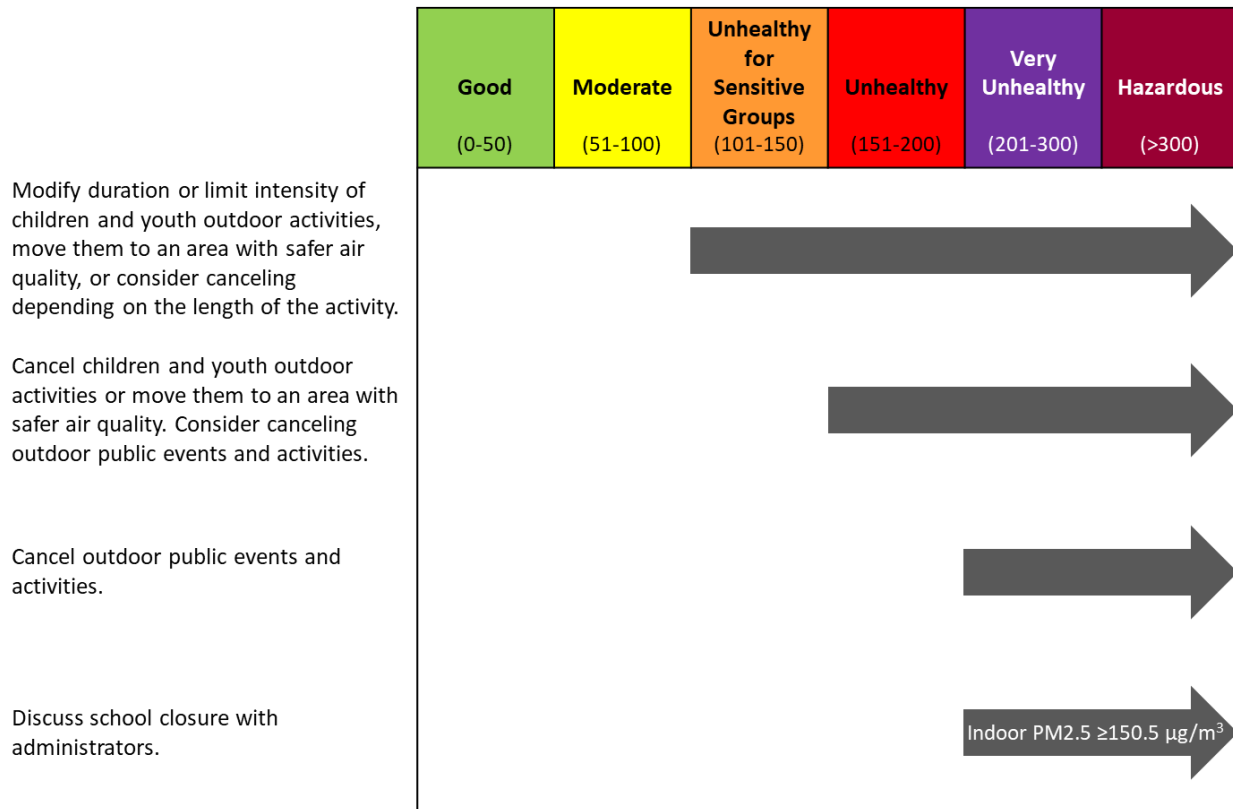 Good
(0-50)
Moderate
(51-100)
Unhealthy
for
Sensitive
Groups
(101-150)
Unhealthy
(151-200)
Very
Unhealthy
(201-300)
Hazardous
(>300)
Modify duration or limit intensity of
children and youth outdoor activities,
move them to an area with safer air
quality, or consider canceling
depending on the length of the activity.
Cancel children and youth outdoor
activities or move them to an area with
safer air quality. Consider canceling
outdoor public events and activities.
Cancel outdoor public events and
activities.
Discuss school closure with
administrators.
Indoor PM2.5 ≥150.5 µg/m³